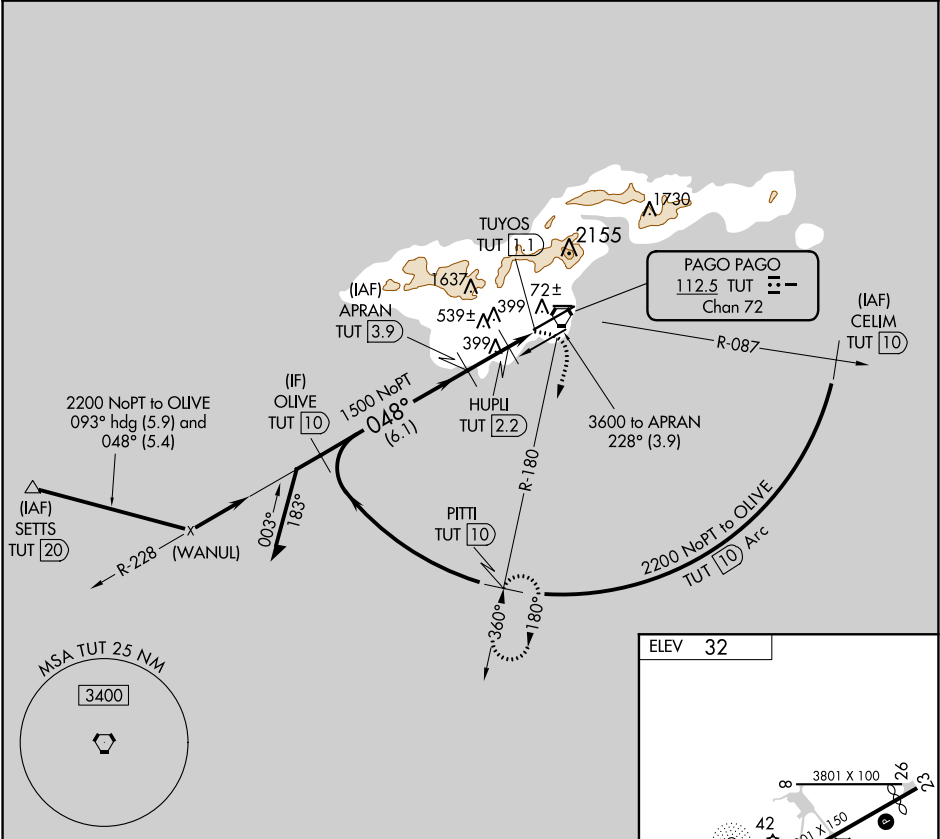 1730
TUYOS
TUT 1.1
2155
PAGO PAGO
112.5 TUT
Chan 72
1637
(IAF)
APRAN
TUT 3.9
539±
399
72±
399
(IAF)
CELIM
TUT 10
R-087
2200 NoPT to OLIVE
093° hdg (5.9) and
048° (5.4)
(IF)
OLIVE
TUT 10
1500 NoPT
048°
(6.1)
HUPLI
TUT 2.2
3600 to APRAN
228° (3.9)
R-180
(IAF)
SETTS
TUT 20
R-228
(WANUL)
003°
183°
PITTI
TUT 10
2200 NoPT to OLIVE
TUT 10 Arc
360°
180°
MSA TUT 25 NM
3400
ELEV 32
8
3801 X 100
26
23
42
01 X 150
P